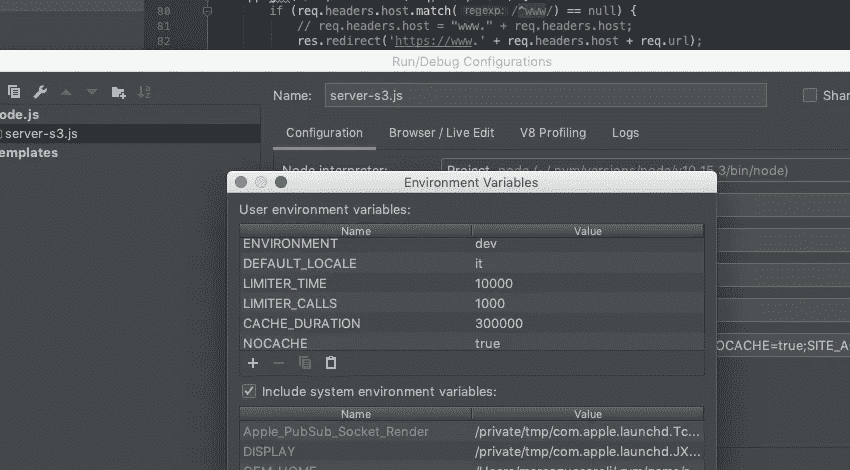 80 if (req.headers.host.match( regexp: /^www/) == null) {
81 // req.headers.host = "www." + req.headers.host;
82 res.redirect('https://www.' + req.headers.host + req.url);
Run/Debug Configurations
ode.js
server-s3.js
emplates
Name: server-s3.js
Shar
Configuration Browser / Live Edit V8 Profiling Logs
Node interpreter: Project node (~/.nvm/versions/node/v10.15.3/bin/node)
Environment Variables
User environment variables:
Name Value
ENVIRONMENT dev
DEFAULT_LOCALE it
LIMITER_TIME 10000
LIMITER_CALLS 1000
CACHE_DURATION 300000
NOCACHE true
OCACHE=true;SITE_A
Include system environment variables:
Name Value
Apple_PubSub_Socket_Render /private/tmp/com.apple.launchd.Tc...
DISPLAY /private/tmp/com.apple.launchd.JX...
GEM_HOME